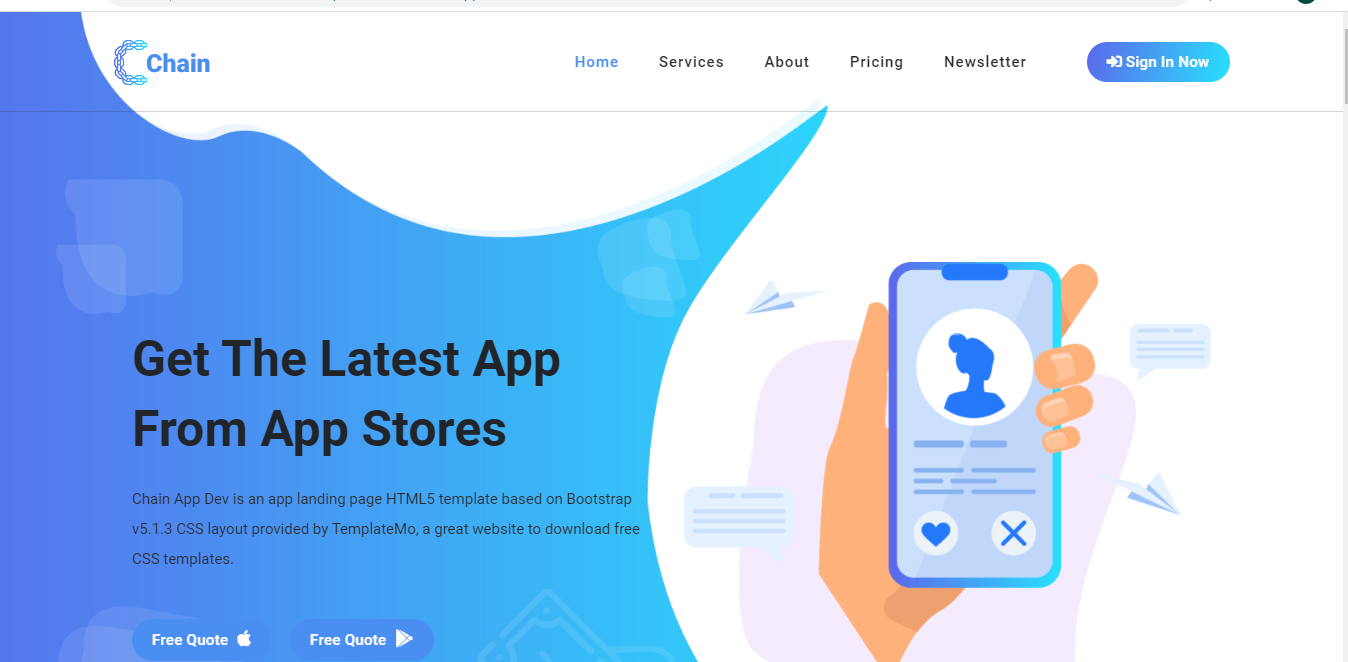 Chain
Home
Services
About
Pricing
Newsletter
Sign In Now
Get The Latest App
From App Stores
Chain App Dev is an app landing page HTML5 template based on Bootstrap
v5.1.3 CSS layout provided by TemplateMo, a great website to download free
CSS templates.
Free Quote
Free Quote